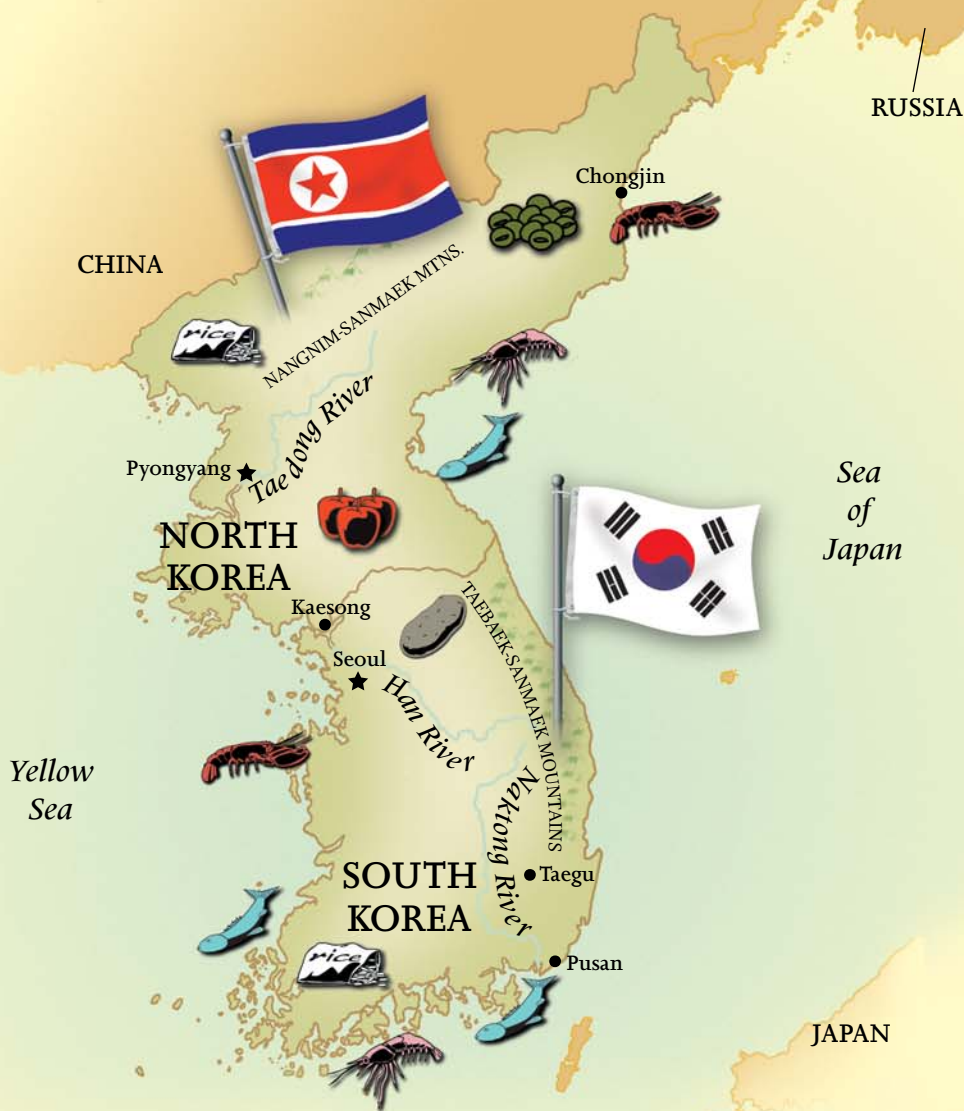 RUSSIA
Chongjin
CHINA
NANGNIM-SANMAEK MTNS.
rice
Taedong River
Pyongyang
Sea
of
Japan
NORTH
KOREA
Kaesong
TAEBAEK-SANMAEK MOUNTAINS
Seoul
Han River
Yellow
Sea
Naktong River
SOUTH
KOREA
Taegu
rice
Pusan
JAPAN